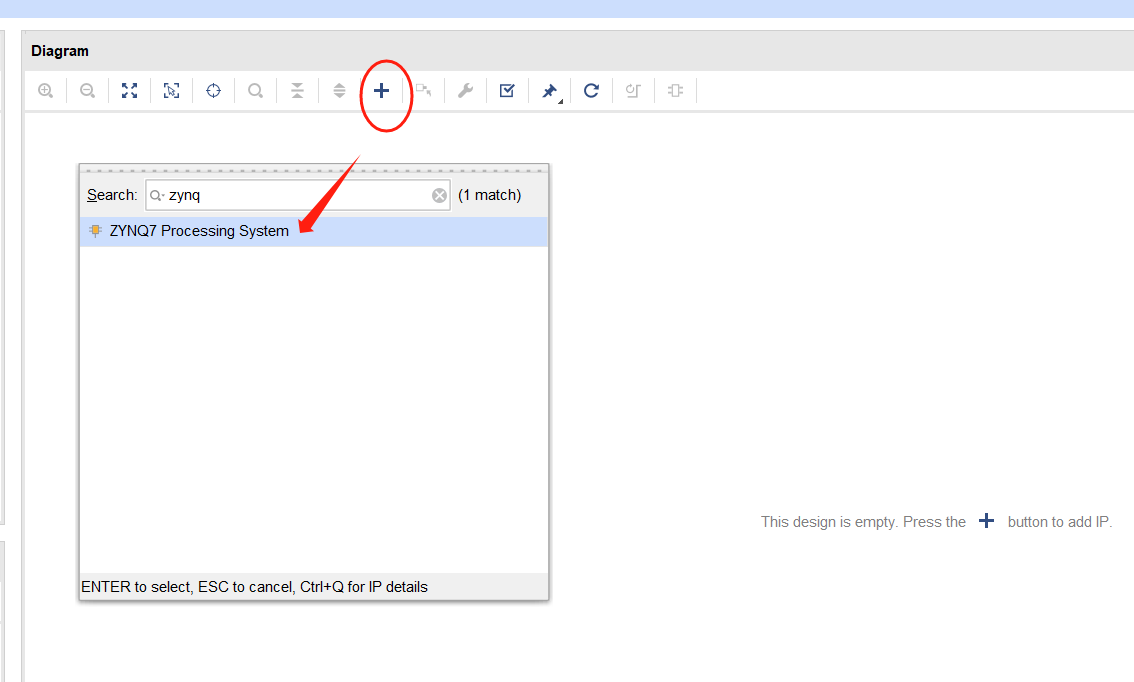 Diagram
Search: zynq (1 match)
ZYNQ7 Processing System
This design is empty. Press the + button to add IP.
ENTER to select, ESC to cancel, Ctrl+Q for IP details